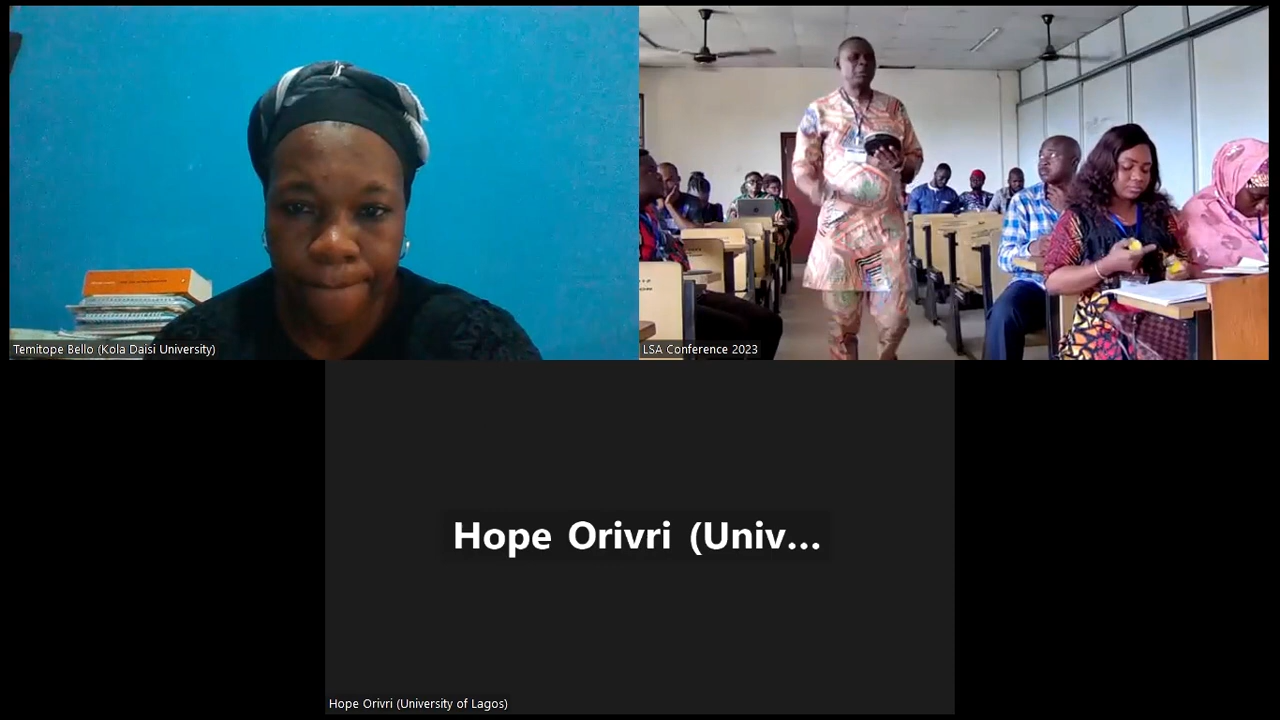 Temitope Bello (Kola Daisi University)
LSA Conference 2023
Hope Orivri (Univ...
Hope Orivri (University of Lagos)